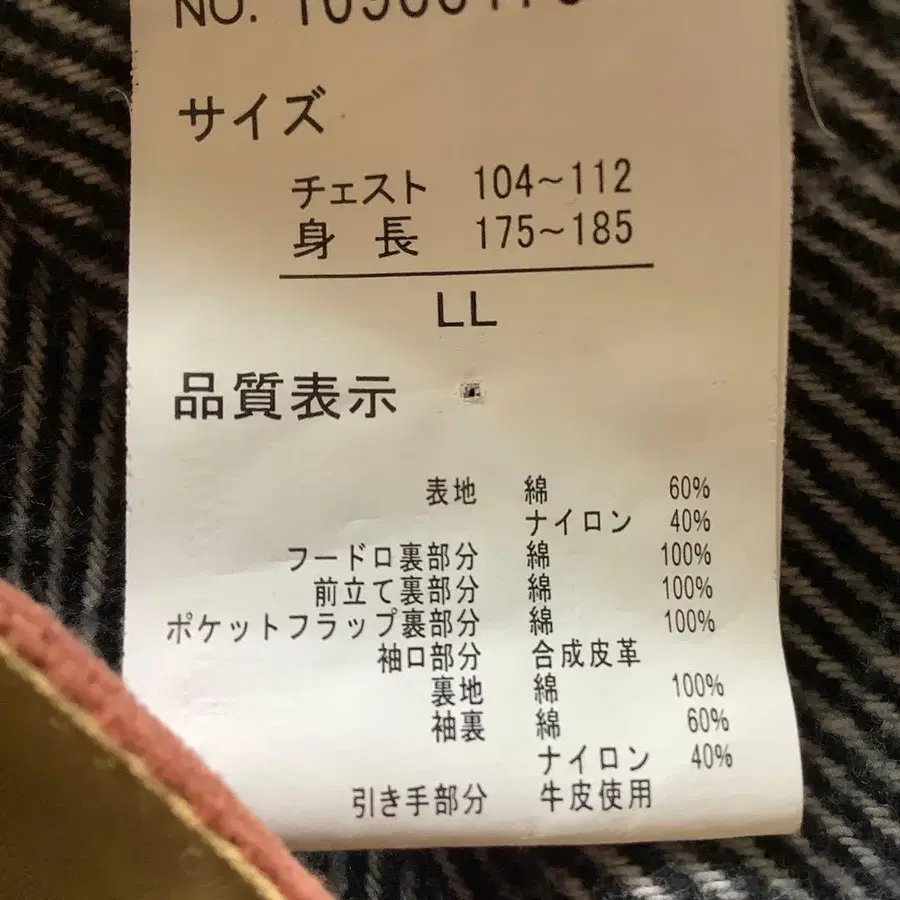 NO.
サイズ
チェスト 104~112
身長 175~185
LL
品質表示
表地 綿 60%
ナイロン 40%
フード口裏部分 綿 100%
前立て裏部分 綿 100%
ポケットフラップ裏部分 綿 100%
袖口部分 合成皮革
裏地 綿 100%
袖裏 綿 60%
ナイロン 40%
引き手部分 牛皮使用